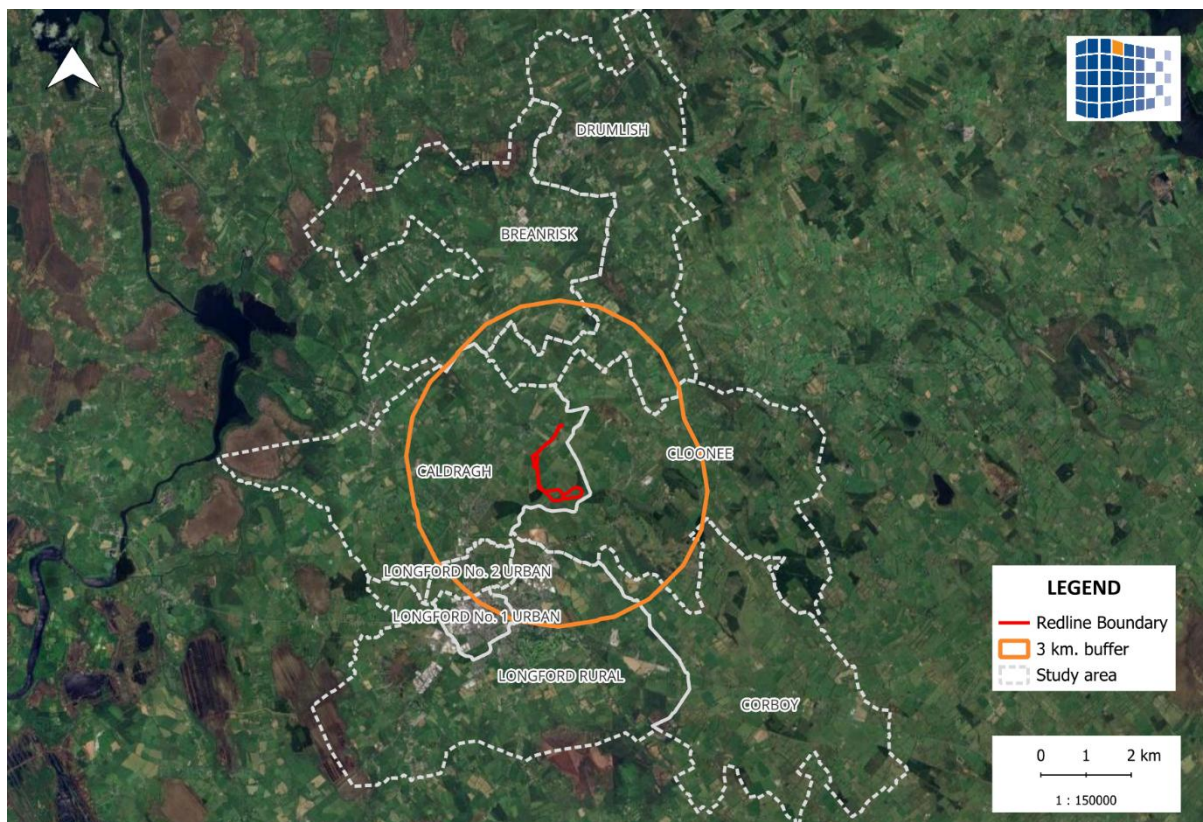 DRUMLISH
BREANRISK
CALDRAGH
CLOONEE
LONGFORD No. 2 URBAN
LONGFORD No. 1 URBAN
LONGFORD RURAL
CORBOY
LEGEND
Redline Boundary
3 km. buffer
Study area
0 1 2 km
1 : 150000